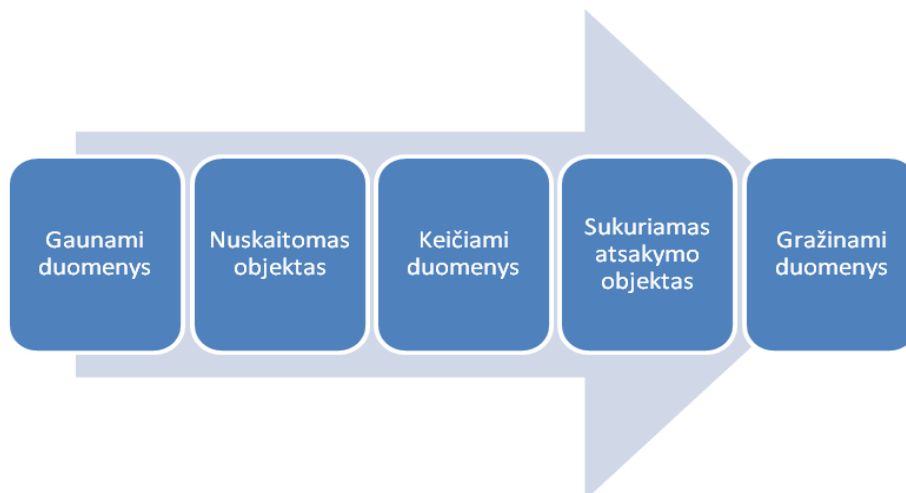 Gaunami
duomenys
Nuskaitomas
objektas
Keičiami
duomenys
Sukuriamas
atsakymo
objektas
Gražinami
duomenys